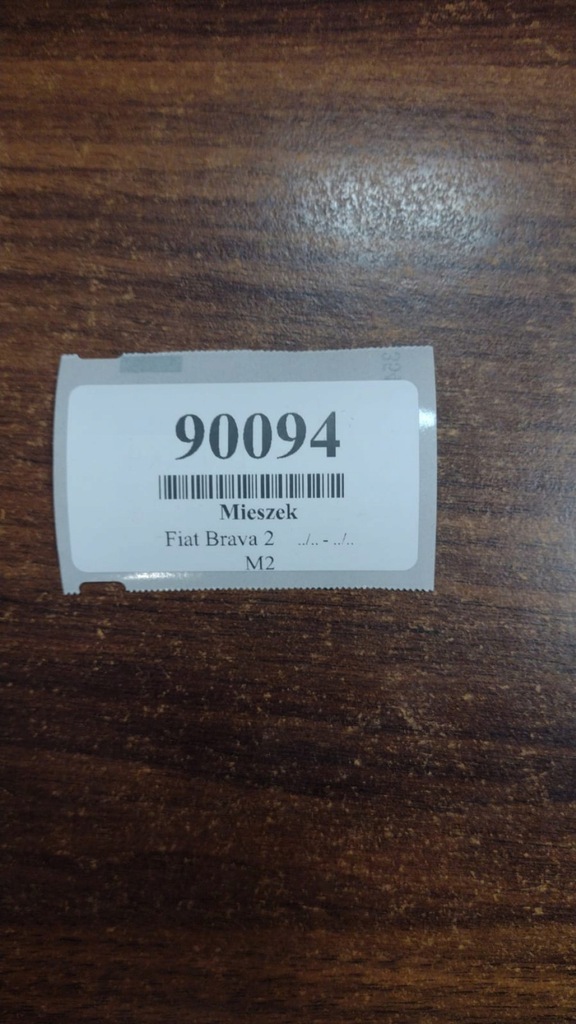 90094
Mieszek
Fiat Brava 2 ../.. - ../..
M2